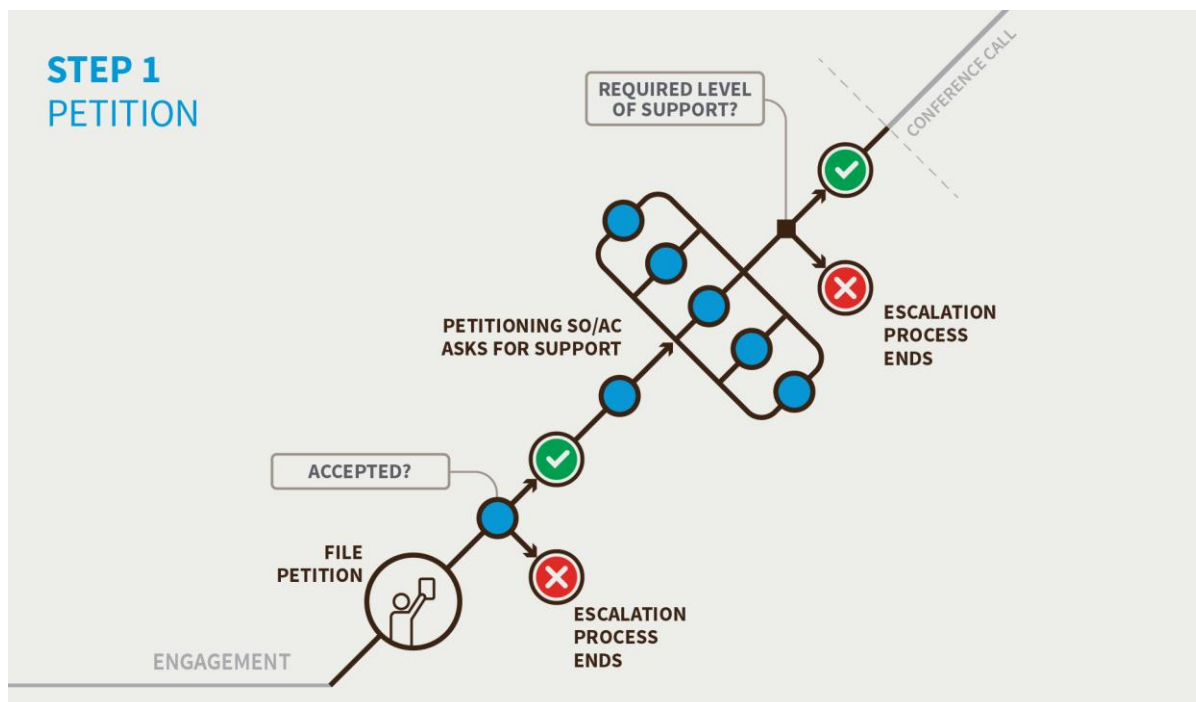 STEP 1
PETITION
REQUIRED LEVEL
OF SUPPORT?
CONFERENCE CALL
ESCALATION
PROCESS
ENDS
PETITIONING SO/AC
ASKS FOR SUPPORT
ACCEPTED?
FILE
PETITION
ESCALATION
PROCESS
ENDS
ENGAGEMENT